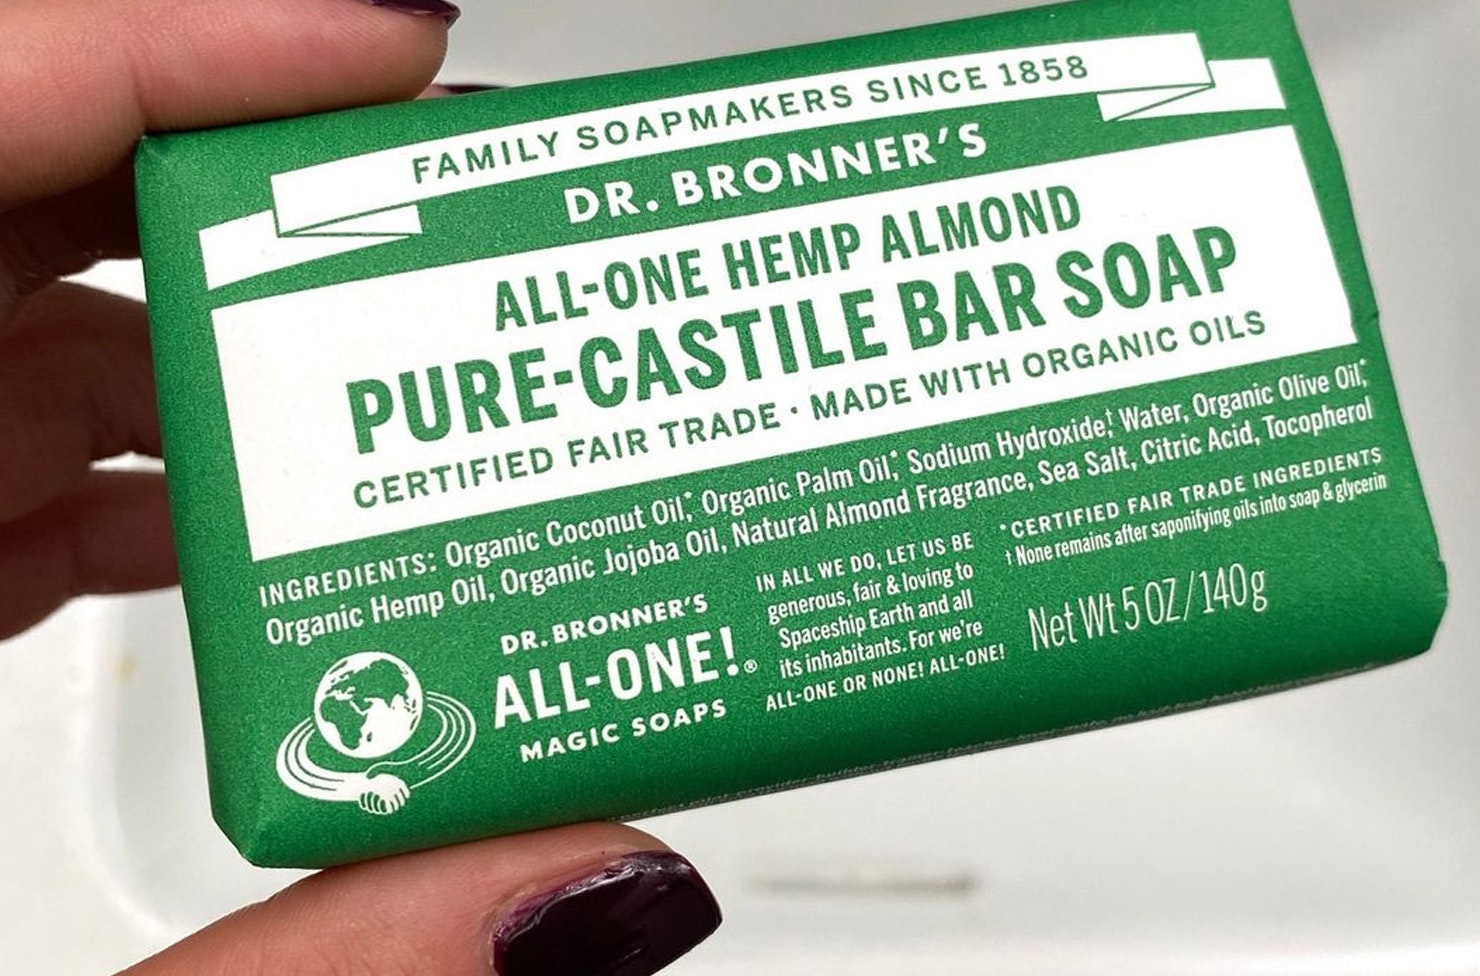 FAMILY SOAPMAKERS SINCE 1858
DR. BRONNER'S
ALL-ONE HEMP ALMOND
PURE-CASTILE BAR SOAP
CERTIFIED FAIR TRADE · MADE WITH ORGANIC OILS
INGREDIENTS: Organic Coconut Oil,* Organic Palm Oil,* Sodium Hydroxide,† Water, Organic Olive Oil,*
Organic Hemp Oil, Organic Jojoba Oil, Natural Almond Fragrance, Sea Salt, Citric Acid, Tocopherol
*CERTIFIED FAIR TRADE INGREDIENTS
† None remains after saponifying oils into soap & glycerin
DR. BRONNER'S
ALL-ONE!®
MAGIC SOAPS
IN ALL WE DO, LET US BE
generous, fair & loving to
Spaceship Earth and all
its inhabitants. For we're
ALL-ONE OR NONE! ALL-ONE!
Net Wt 5 OZ/140g